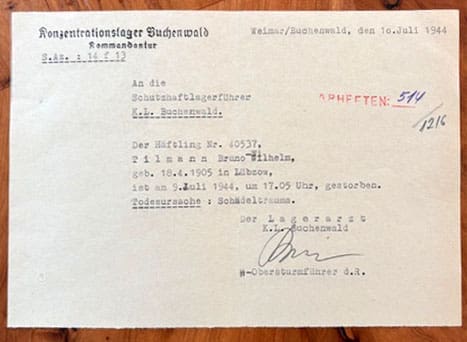 Konzentrationslager Buchenwald
Kommandantur
S.Az.: 14 f 13
Weimar/Buchenwald, den 10.Juli 1944
An die
Schutzhaftlagerführer
K.L. Buchenwald.
ABHEFTEN: 514
/1216
Der Häftling Nr. 40537,
Tilmann Bruno Wilhelm,
geb. 18.4.1905 in Lübzow,
ist am 9.Juli 1944, um 17.05 Uhr, gestorben.
Todesursache : Schädeltrauma.
Der Lagerarzt
K.L. Buchenwald
-Obersturmführer d.R.